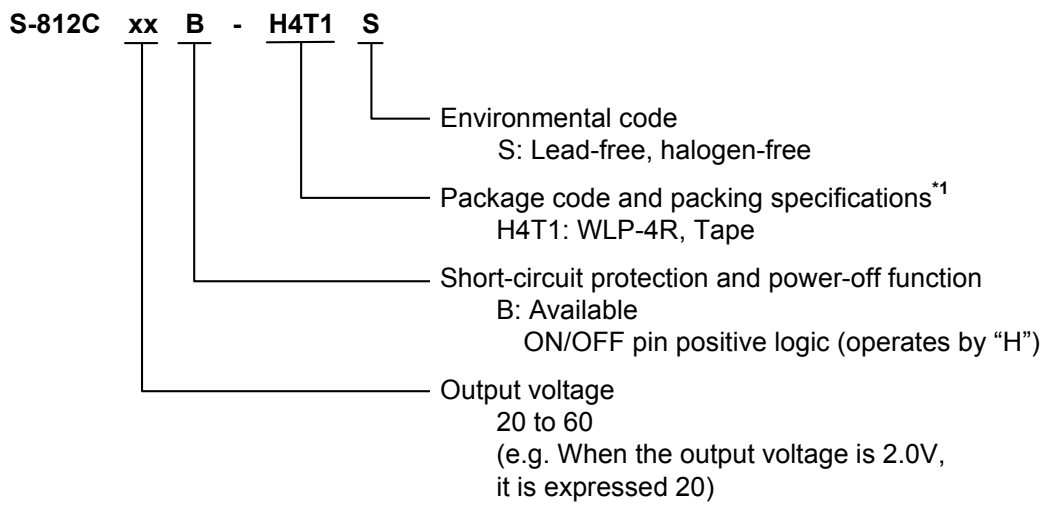 S-812C xx B - H4T1 S
Environmental code
S: Lead-free, halogen-free
Package code and packing specifications*1
H4T1: WLP-4R, Tape
Short-circuit protection and power-off function
B: Available
ON/OFF pin positive logic (operates by “H”)
Output voltage
20 to 60
(e.g. When the output voltage is 2.0V,
it is expressed 20)